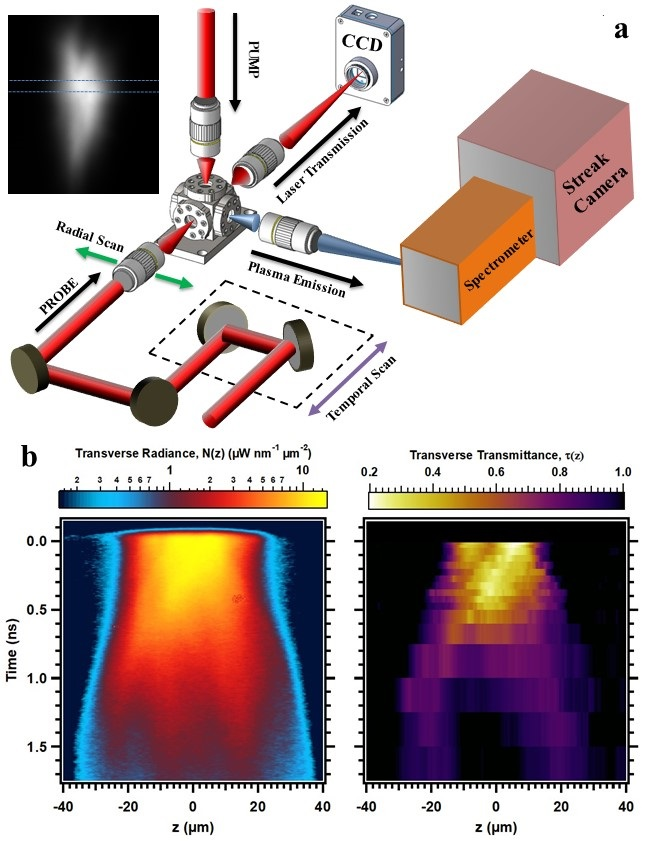 a
PUMP
CCD
Laser Transmission
Streak
Camera
Spectrometer
Radial Scan
PROBE
Plasma Emission
Temporal Scan
b
Transverse Radiance, N(z) (µW nm⁻¹ µm⁻²)
2 3 4 5 6 7 1 2 3 4 5 6 7 10
Transverse Transmittance, τ(z)
0.2 0.4 0.6 0.8 1.0
Time (ns)
0.0
0.5
1.0
1.5
-40 -20 0 20 40
z (µm)
-40 -20 0 20 40
z (µm)